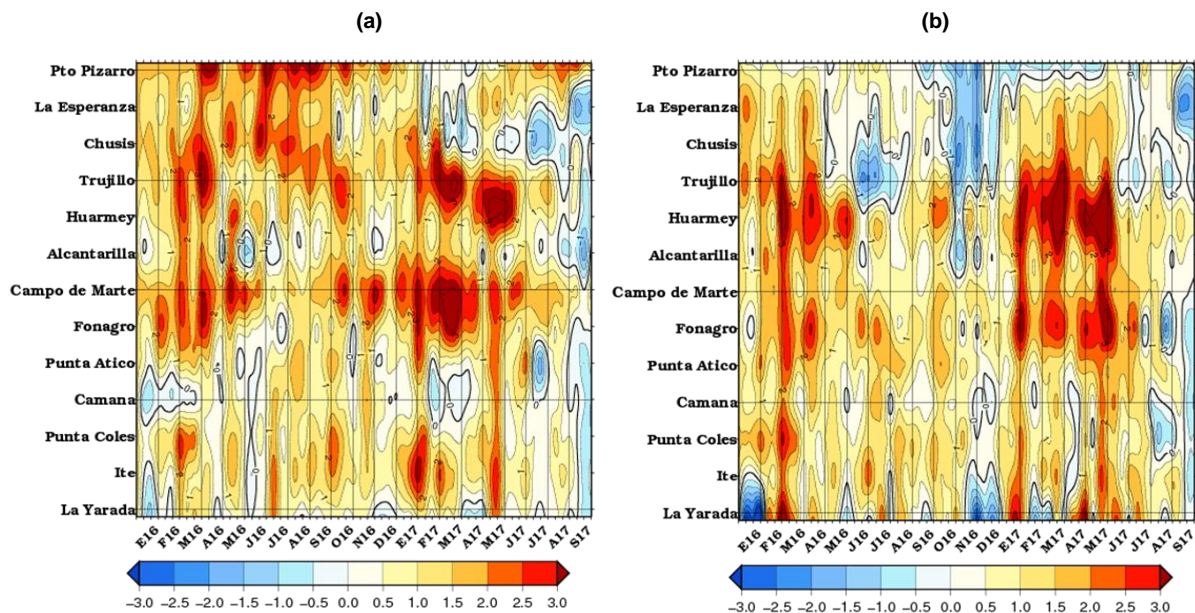 (a)
(b)
Pto Pizarro
La Esperanza
Chusis
Trujillo
Huarmey
Alcantarilla
Campo de Marte
Fonagro
Punta Atico
Camana
Punta Coles
Ite
La Yarada
E16 F16 M16 A16 M16 J16 J16 A16 S16 O16 N16 D16 E17 F17 M17 A17 M17 J17 J17 A17 S17
−3.0 −2.5 −2.0 −1.5 −1.0 −0.5 0.0 0.5 1.0 1.5 2.0 2.5 3.0
Pto Pizarro
La Esperanza
Chusis
Trujillo
Huarmey
Alcantarilla
Campo de Marte
Fonagro
Punta Atico
Camana
Punta Coles
Ite
La Yarada
E16 F16 M16 A16 M16 J16 J16 A16 S16 O16 N16 D16 E17 F17 M17 A17 M17 J17 J17 A17 S17
−3.0 −2.5 −2.0 −1.5 −1.0 −0.5 0.0 0.5 1.0 1.5 2.0 2.5 3.0